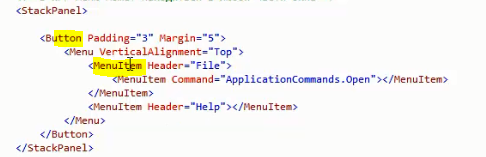 <StackPanel>
<Button Padding="3" Margin="5">
<Menu VerticalAlignment="Top">
<MenuItem Header="File">
<MenuItem Command="ApplicationCommands.Open"></MenuItem>
</MenuItem>
<MenuItem Header="Help"></MenuItem>
</Menu>
</Button>
</StackPanel>